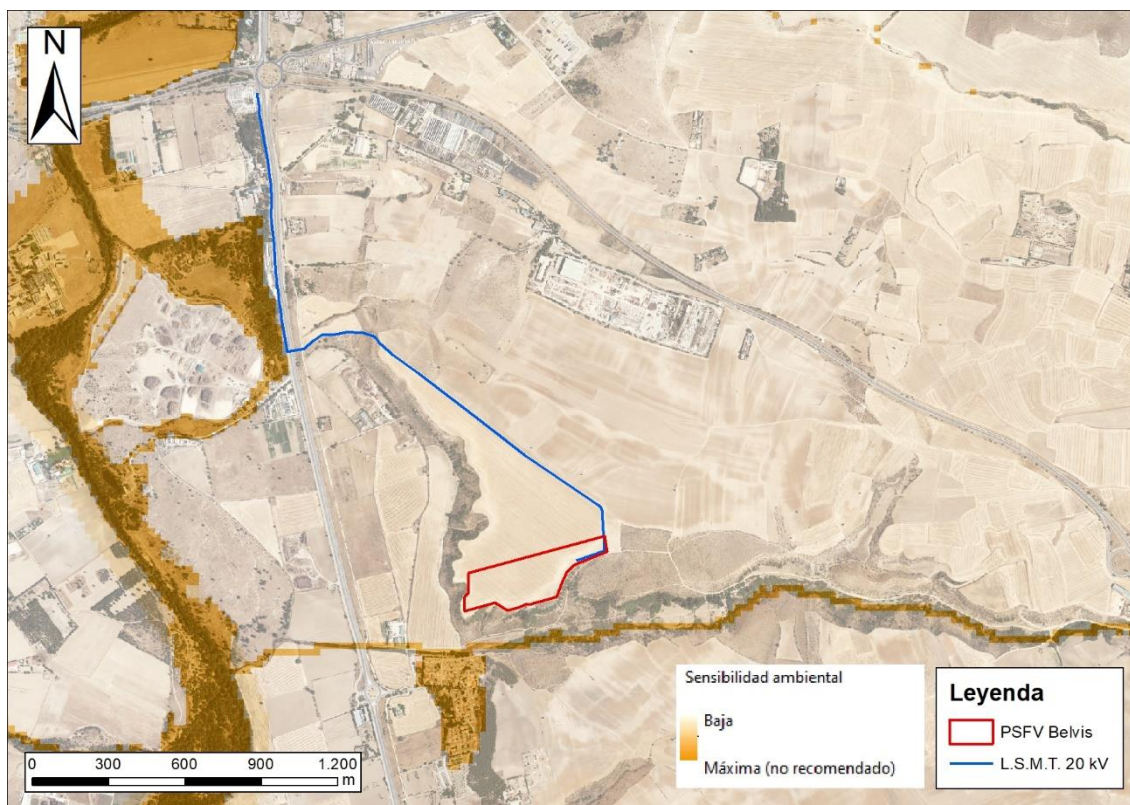 N
Sensibilidad ambiental
Baja
Máxima (no recomendado)
Leyenda
PSFV Belvis
L.S.M.T. 20 kV
0 300 600 900 1.200
m